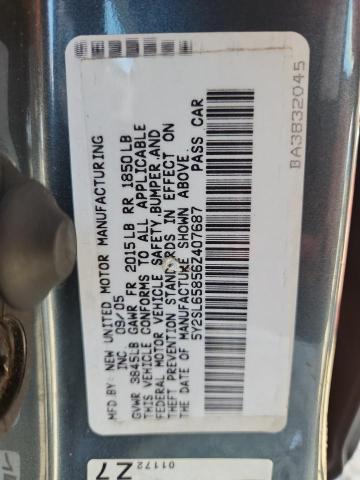 MFD BY: NEW UNITED MOTOR MANUFACTURING
INC 09/05
GVWR 3845LB GAWR FR 2015LB RR 1850LB
THIS VEHICLE CONFORMS TO ALL APPLICABLE
FEDERAL MOTOR VEHICLE SAFETY,BUMPER,AND
THEFT PREVENTION STANDARDS IN EFFECT ON
THE DATE OF MANUFACTURE SHOWN ABOVE.
5Y2SL65856Z407687 PASS CAR
BA3B32045
01172
Z7